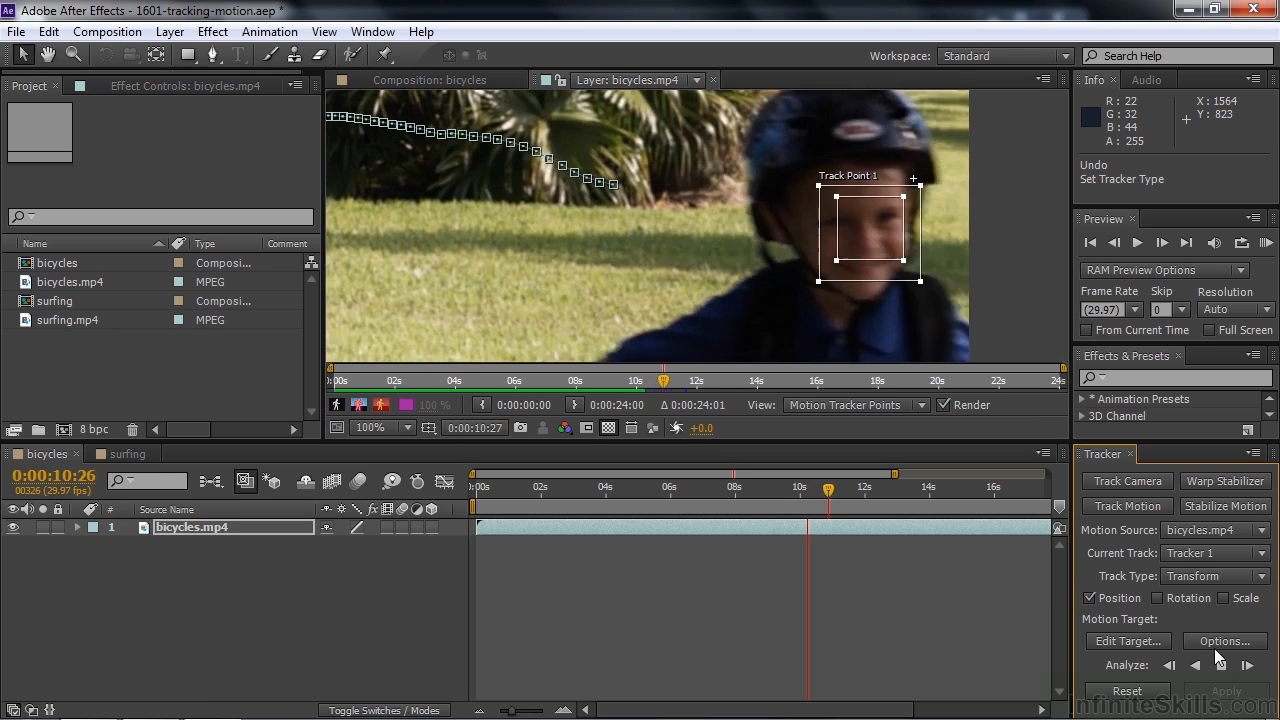 Ae Adobe After Effects - 1601-tracking-motion.aep *
File Edit Composition Layer Effect Animation View Window Help
Workspace: Standard
Search Help
Project
Effect Controls: bicycles.mp4
Composition: bicycles
Layer: bicycles.mp4
Info
Audio
R: 22
G: 32
B: 44
A: 255
X: 1564
Y: 823
Undo
Set Tracker Type
Track Point 1
Name Type Comment
bicycles Composi...
bicycles.mp4 MPEG
surfing Composi...
surfing.mp4 MPEG
8 bpc
Preview
RAM Preview Options
Frame Rate Skip Resolution
(29.97) 0 Auto
From Current Time Full Screen
Effects & Presets
* Animation Presets
3D Channel
0:00s 02s 04s 06s 08s 10s 12s 14s 16s 18s 20s 22s 24s
100 % 0:00:00:00 0:00:24:00 Δ 0:00:24:01 View: Motion Tracker Points Render
100% 0:00:10:27 +0.0
bicycles
surfing
0:00:10:26
00326 (29.97 fps)
0:00s 02s 04s 06s 08s 10s 12s 14s 16s
# Source Name
1 bicycles.mp4
Toggle Switches / Modes
Tracker
Track Camera Warp Stabilizer
Track Motion Stabilize Motion
Motion Source: bicycles.mp4
Current Track: Tracker 1
Track Type: Transform
Position Rotation Scale
Motion Target:
Edit Target... Options...
Analyze:
Reset Apply
InfiniteSkills.com